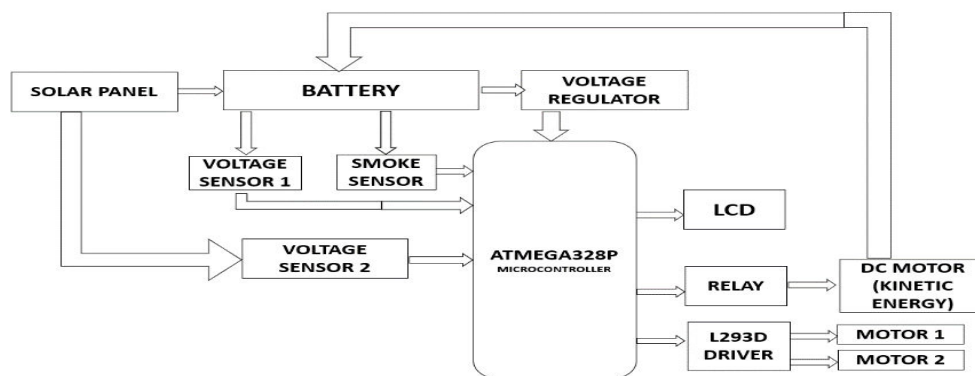 SOLAR PANEL
BATTERY
VOLTAGE
REGULATOR
VOLTAGE
SENSOR 1
SMOKE
SENSOR
VOLTAGE
SENSOR 2
ATMEGA328P
MICROCONTROLLER
LCD
RELAY
DC MOTOR
(KINETIC
ENERGY)
L293D
DRIVER
MOTOR 1
MOTOR 2